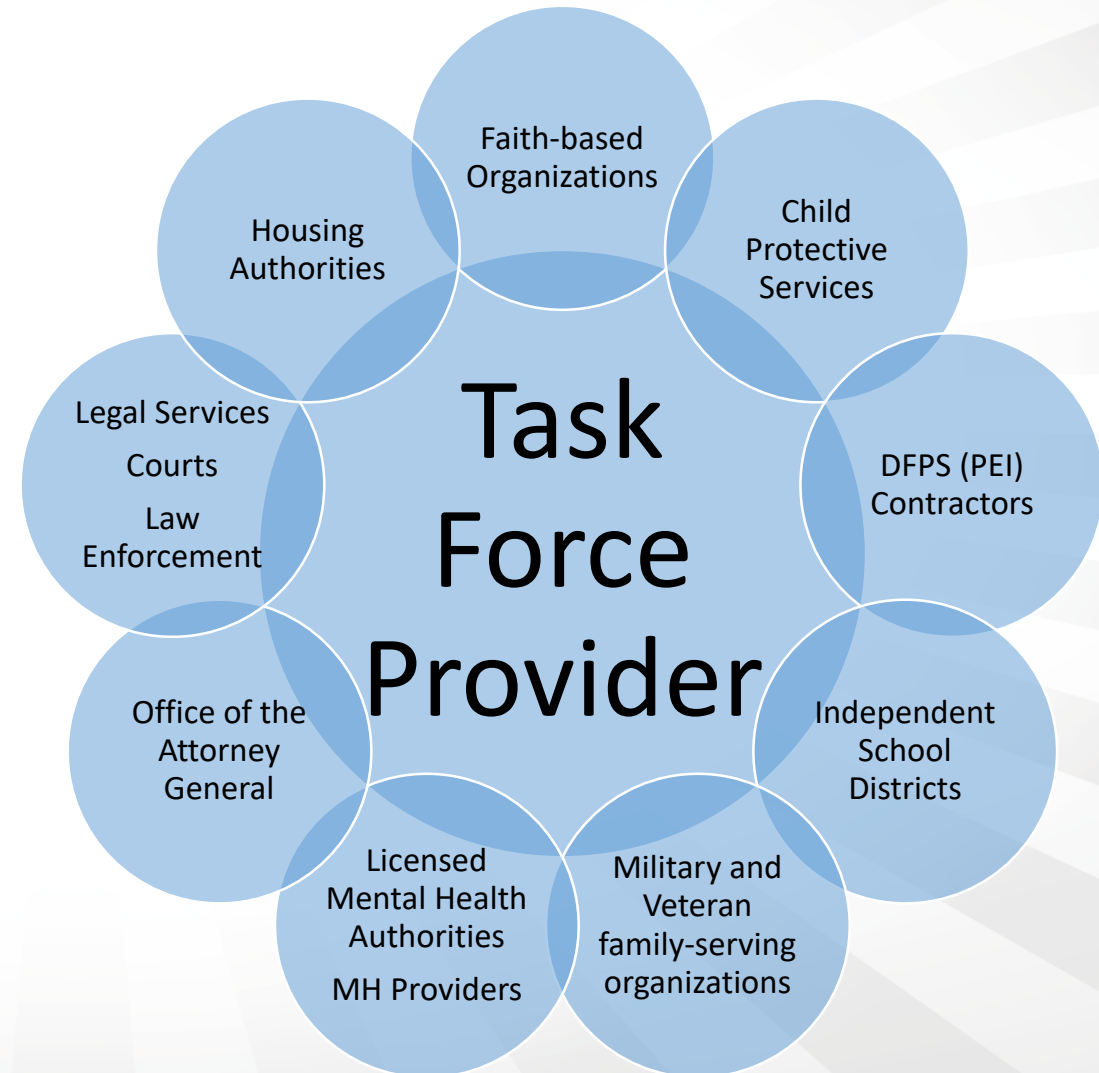 Faith-based
Organizations
Child
Protective
Services
DFPS (PEI)
Contractors
Independent
School
Districts
Military and
Veteran
family-serving
organizations
Licensed
Mental Health
Authorities
MH Providers
Office of the
Attorney
General
Legal Services
Courts
Law
Enforcement
Housing
Authorities
Task
Force
Provider